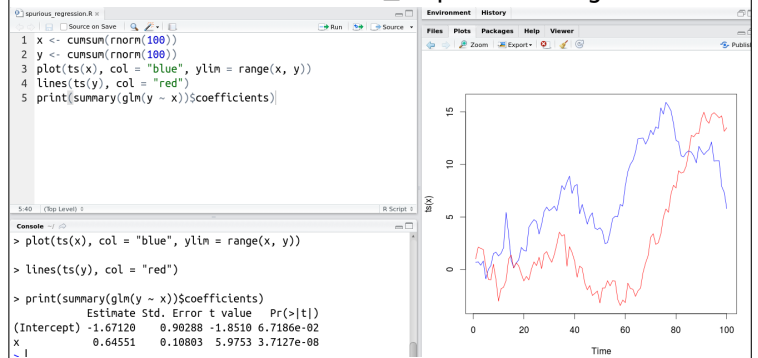 spurious_regression.R ×
Source on Save
Run
Source
1 x <- cumsum(rnorm(100))
2 y <- cumsum(rnorm(100))
3 plot(ts(x), col = "blue", ylim = range(x, y))
4 lines(ts(y), col = "red")
5 print(summary(glm(y ~ x))$coefficients)
5:40 (Top Level) R Script
Console ~/
> plot(ts(x), col = "blue", ylim = range(x, y))
> lines(ts(y), col = "red")
> print(summary(glm(y ~ x))$coefficients)
Estimate Std. Error t value Pr(>|t|)
(Intercept) -1.67120 0.90288 -1.8510 6.7186e-02
x 0.64551 0.10803 5.9753 3.7127e-08
>
Environment History
Files Plots Packages Help Viewer
Zoom Export
15
10
5
0
ts(x)
0 20 40 60 80 100
Time